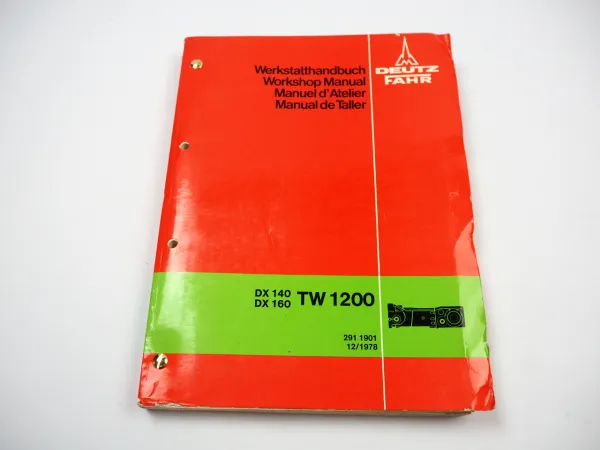 Werkstatthandbuch
Workshop Manual
Manuel d'Atelier
Manual de Taller
DEUTZ
FAHR
DX 140
DX 160
TW 1200
291 1901
12/1978